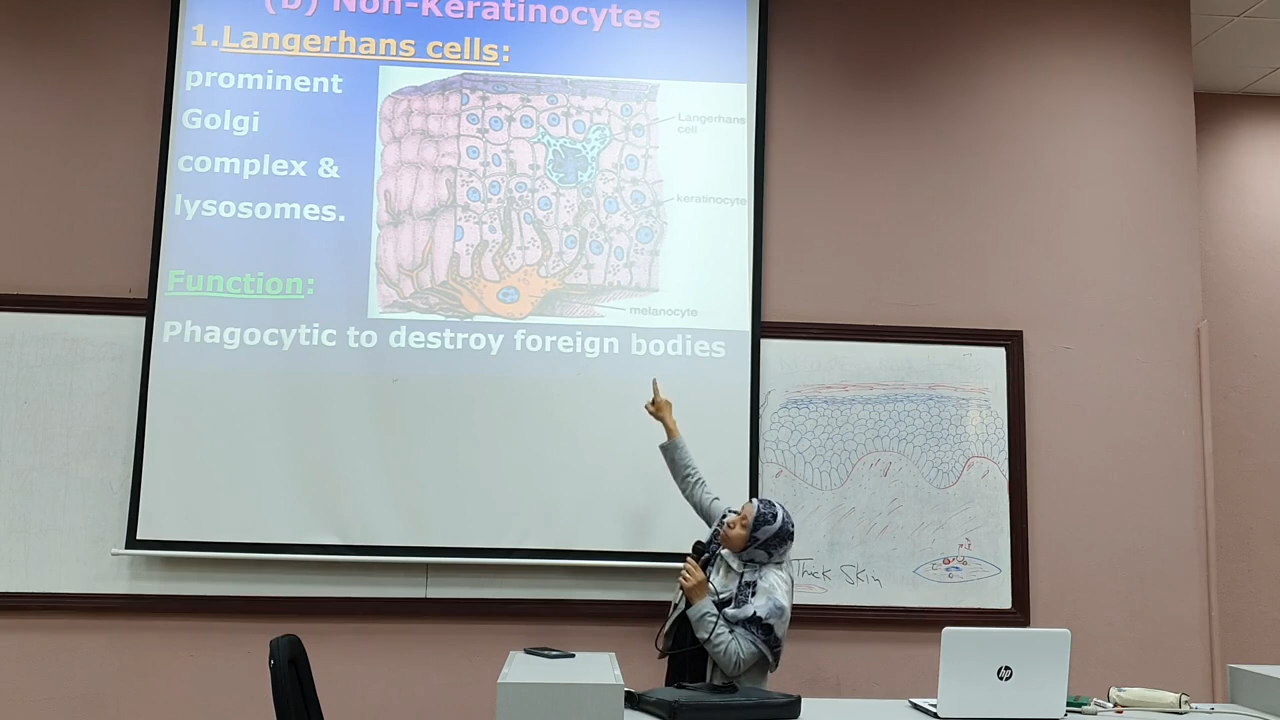 (b) Non-Keratinocytes
1.Langerhans cells:
prominent
Golgi
complex &
lysosomes.
Langerhans
cell
keratinocyte
melanocyte
Function:
Phagocytic to destroy foreign bodies
Thick Skin
hp